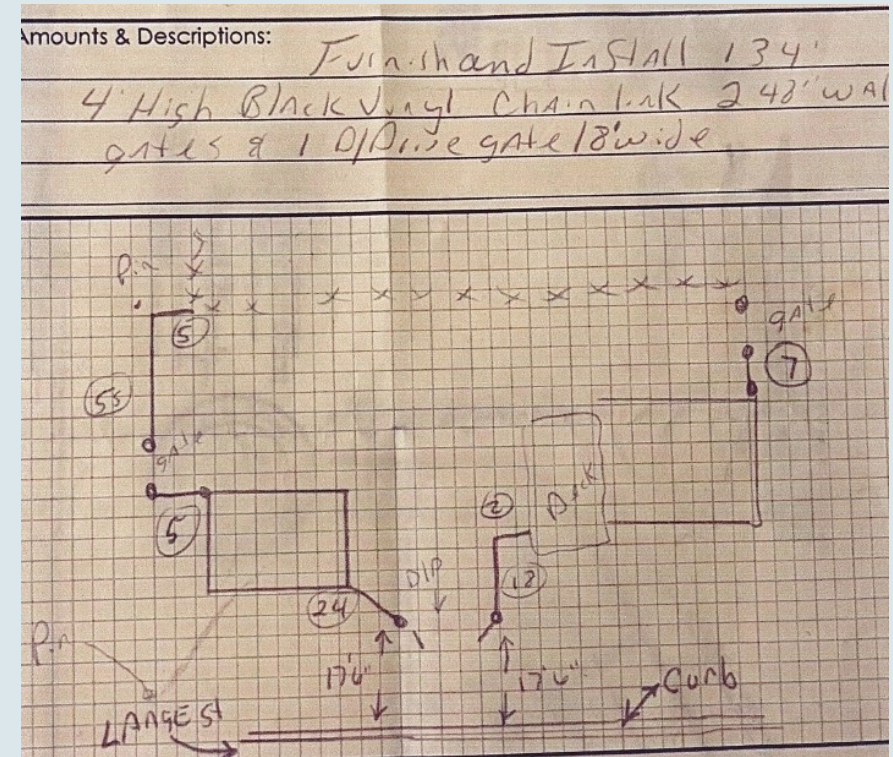 Amounts & Descriptions:
Furnish and Install 134'
4' High Black Vinyl Chain link 2 48" WAl
gates & 1 D/Drive gate 18' wide
Pin
5
gAte
7
55
gAte
Deck
5
2
D/D
12
24
Pin
17'6"
17'6"
Curb
LANGE St